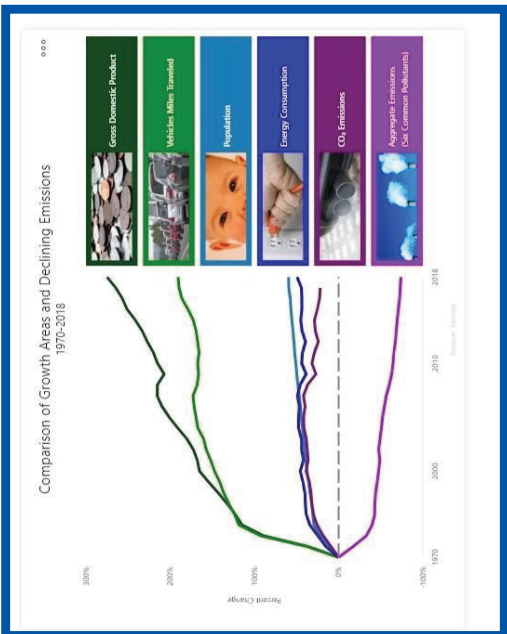 Comparison of Growth Areas and Declining Emissions
1970-2018
Gross Domestic Product
Vehicles Miles Traveled
Population
Energy Consumption
CO₂ Emissions
Aggregate Emissions
(Six Common Pollutants)
300%
200%
100%
0%
-100%
Percent Change
1970
2000
2010
2018